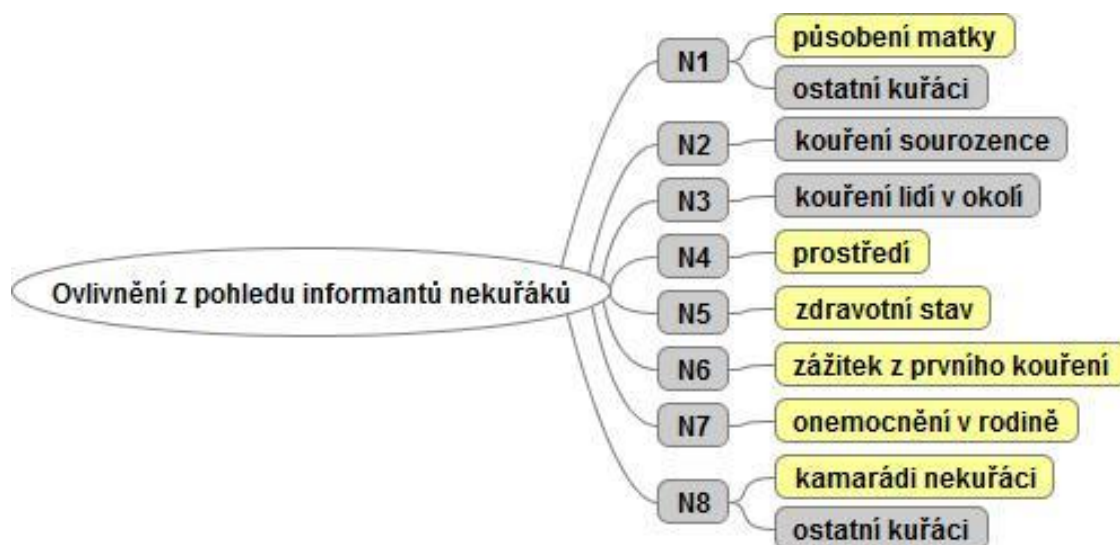 Ovlivnění z pohledu informantů nekuřáků
N1
působení matky
ostatní kuřáci
N2
kouření sourozence
N3
kouření lidí v okolí
N4
prostředí
N5
zdravotní stav
N6
zážitek z prvního kouření
N7
onemocnění v rodině
N8
kamarádi nekuřáci
ostatní kuřáci